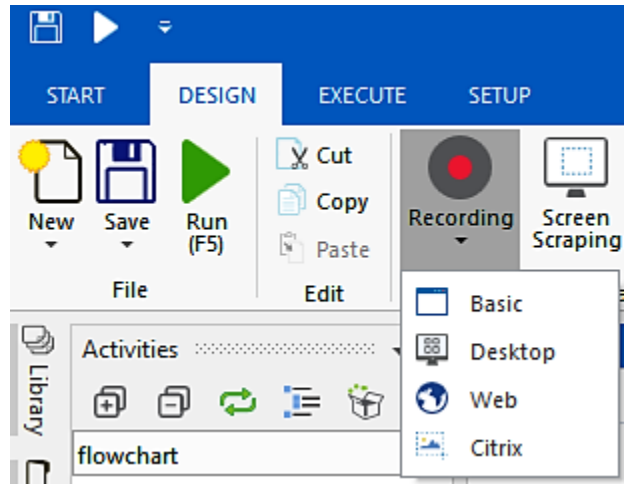 START DESIGN EXECUTE SETUP
New Save Run (F5)
Cut
Copy
Paste
Recording
Screen Scraping
File Edit
Basic
Desktop
Web
Citrix
Library
Activities
flowchart